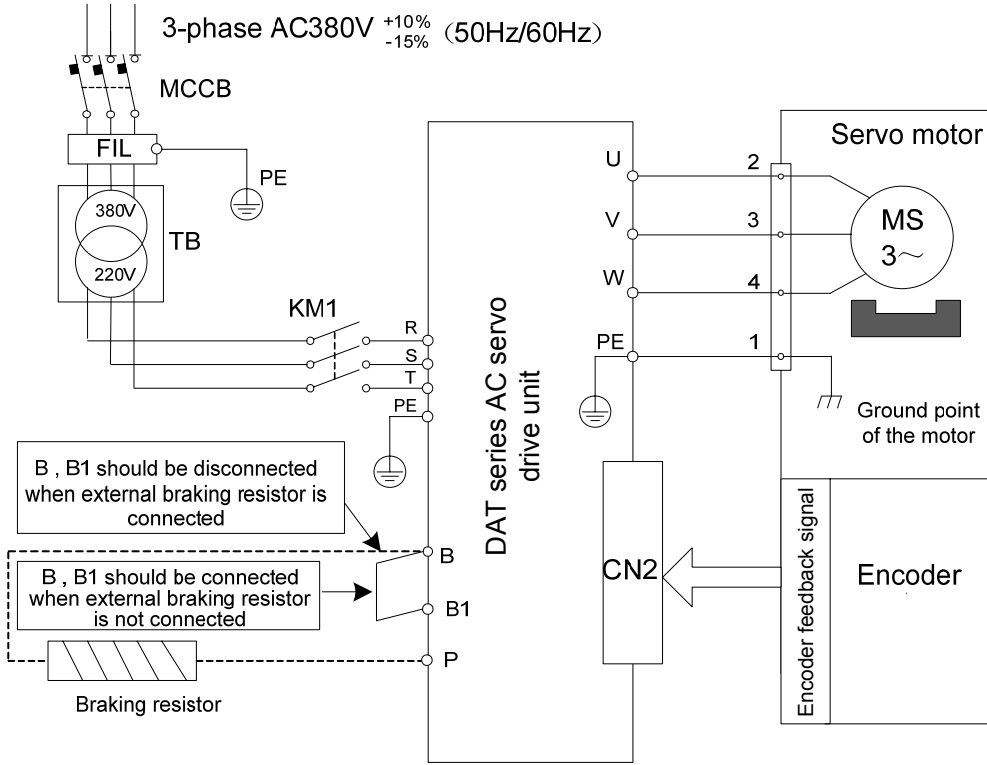 3-phase AC380V +10% -15% (50Hz/60Hz)
MCCB
FIL
PE
380V
220V
TB
KM1
R
S
T
PE
B , B1 should be disconnected
when external braking resistor is
connected
B , B1 should be connected
when external braking resistor
is not connected
B
B1
P
Braking resistor
DAT series AC servo
drive unit
U
V
W
PE
CN2
2
3
4
1
Servo motor
MS
3～
Ground point
of the motor
Encoder feedback signal
Encoder